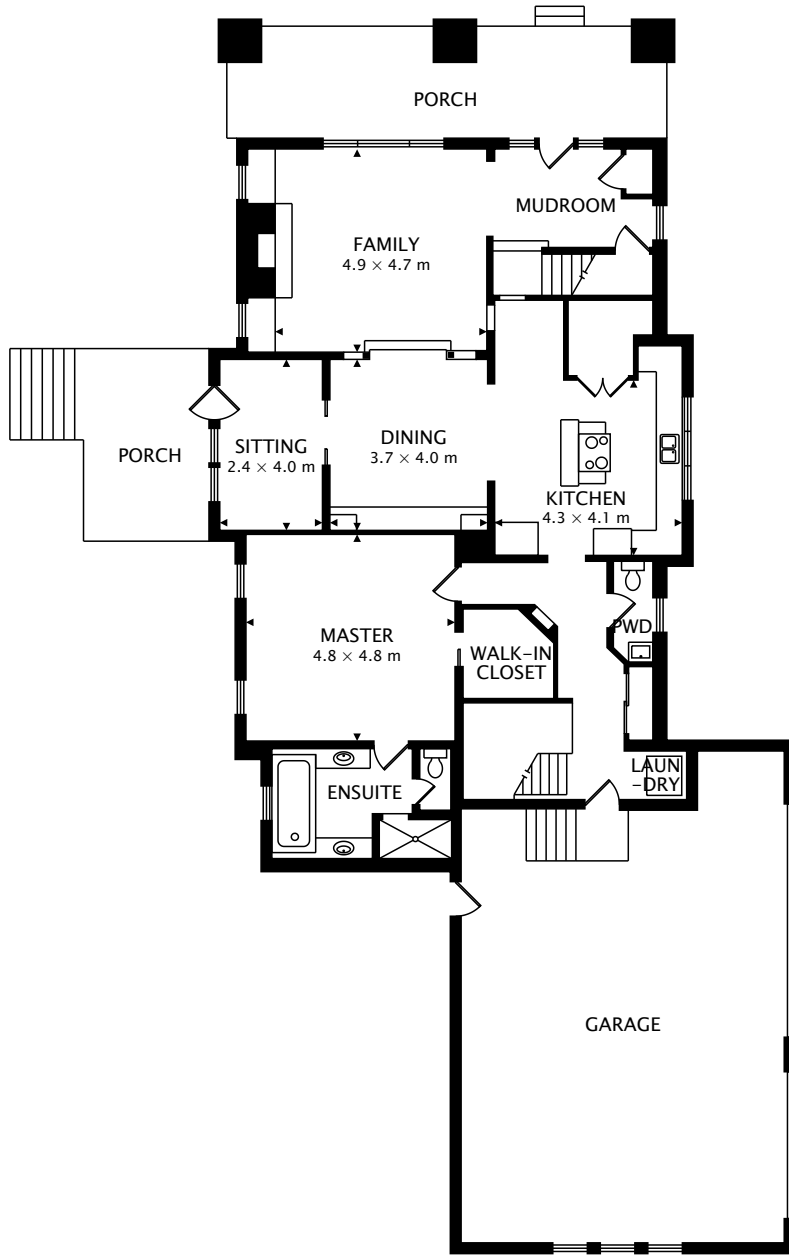 PORCH
MUDROOM
FAMILY
4.9 × 4.7 m
PORCH
SITTING
2.4 × 4.0 m
DINING
3.7 × 4.0 m
KITCHEN
4.3 × 4.1 m
MASTER
4.8 × 4.8 m
WALK-IN
CLOSET
PWD
ENSUITE
LAUN
-DRY
GARAGE